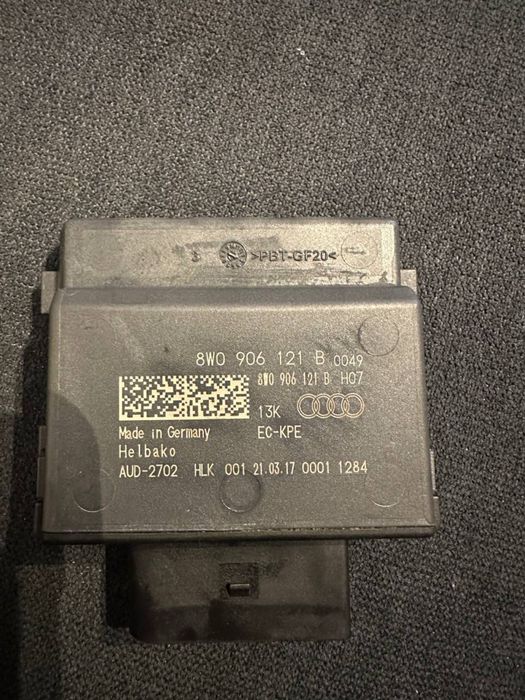 >PBT-GF20<
8W0 906 121 B 0049
8W0 906 121 B H07
13K
Made in Germany EC-KPE
Helbako
AUD-2702 HLK 001 21.03.17 0001 1284